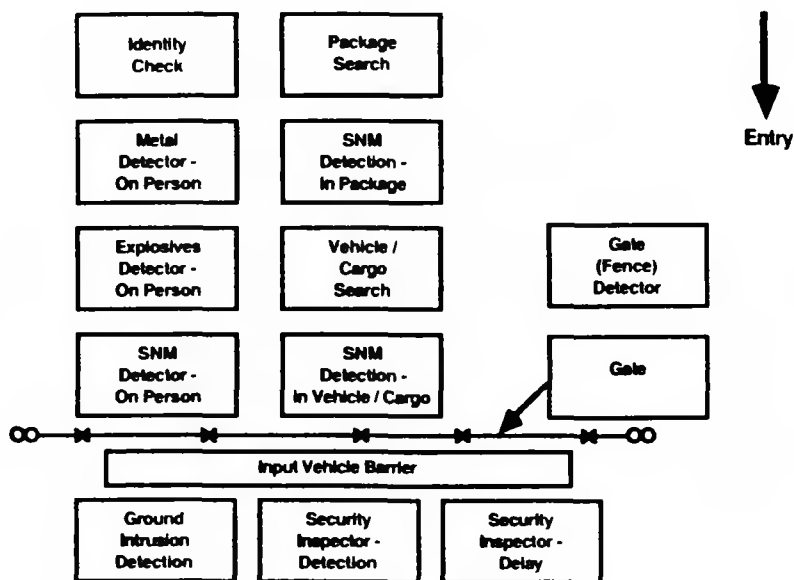 Identity
Check
Package
Search
Entry
Metal
Detector -
On Person
SNM
Detection -
In Package
Explosives
Detector -
On Person
Vehicle /
Cargo
Search
Gate
(Fence)
Detector
SNM
Detector -
On Person
SNM
Detection -
In Vehicle / Cargo
Gate
Input Vehicle Barrier
Ground
Intrusion
Detection
Security
Inspector -
Detection
Security
Inspector -
Delay